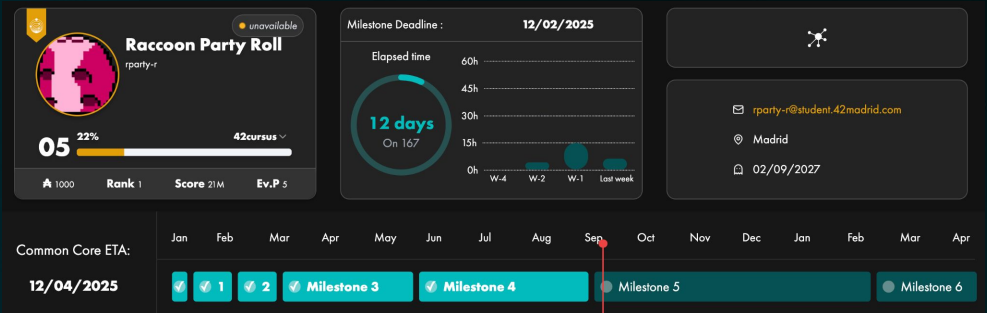 unavailable
Raccoon Party Roll
rparty-r
05
22%
42cursus
₳ 1000
Rank 1
Score 21M
Ev.P 5
Milestone Deadline :
12/02/2025
Elapsed time
12 days
On 167
60h
45h
30h
15h
0h
W-4 W-2 W-1 Last week
rparty-r@student.42madrid.com
Madrid
02/09/2027
Common Core ETA:
12/04/2025
Jan Feb Mar Apr May Jun Jul Aug Sep Oct Nov Dec Jan Feb Mar Apr
1 2 Milestone 3 Milestone 4 Milestone 5 Milestone 6